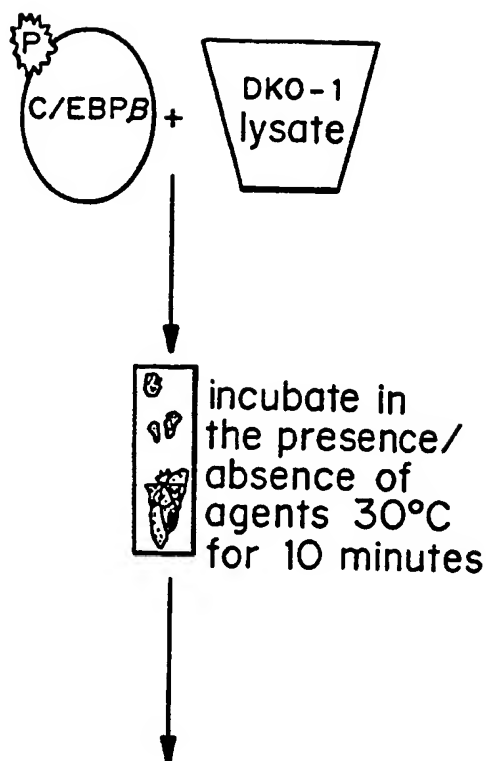 P
C/EBPβ +
DKO-1
lysate
incubate in
the presence/
absence of
agents 30°C
for 10 minutes